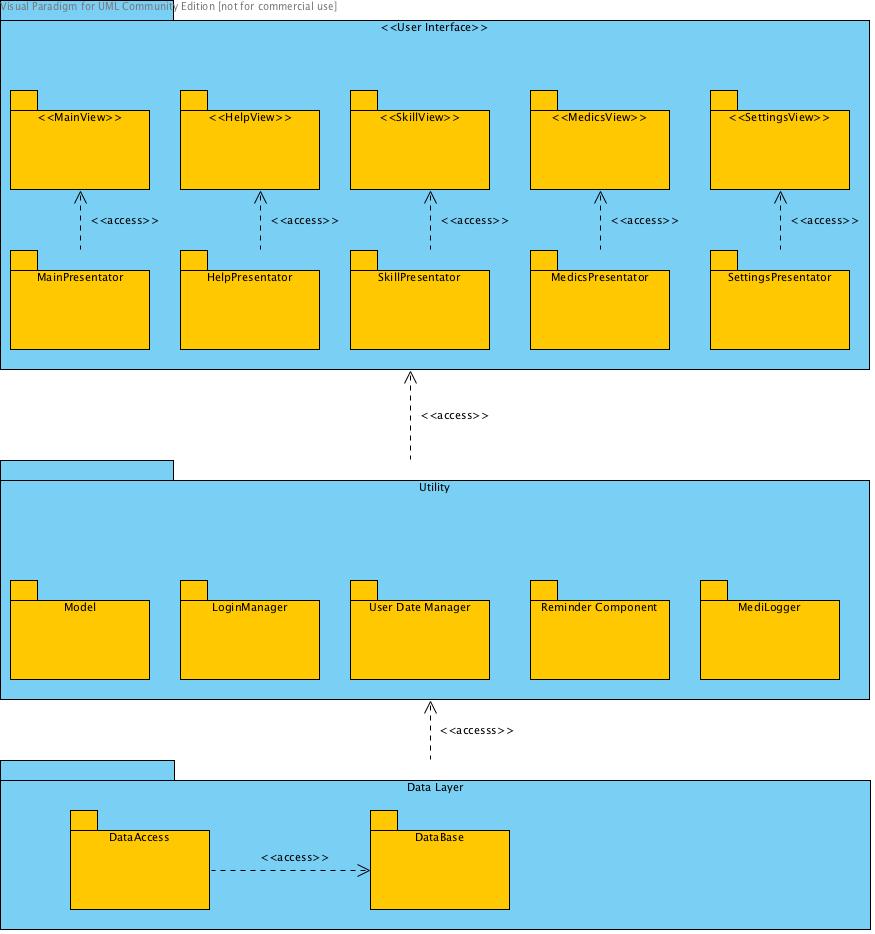 Visual Paradigm for UML Community Edition [not for commercial use]
<<User Interface>>
<<MainView>>
<<HelpView>>
<<SkillView>>
<<MedicsView>>
<<SettingsView>>
<<access>>
<<access>>
<<access>>
<<access>>
<<access>>
MainPresentator
HelpPresentator
SkillPresentator
MedicsPresentator
SettingsPresentator
<<access>>
Utility
Model
LoginManager
User Date Manager
Reminder Component
MediLogger
<<accesss>>
Data Layer
DataAccess
DataBase
<<access>>